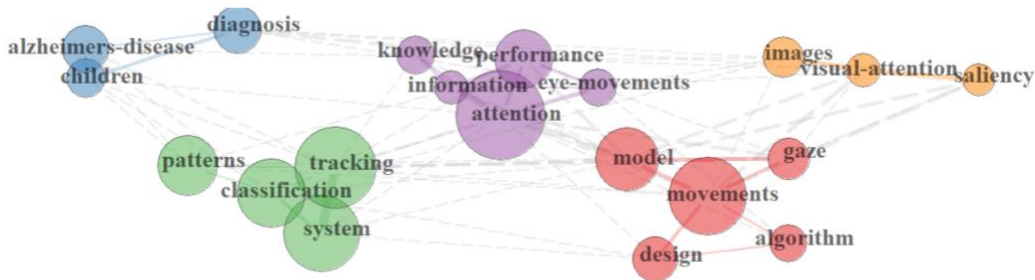 diagnosis
alzheimers-disease
children
knowledge
performance
information
eye-movements
attention
images
visual-attention
saliency
patterns
tracking
classification
system
model
gaze
movements
algorithm
design